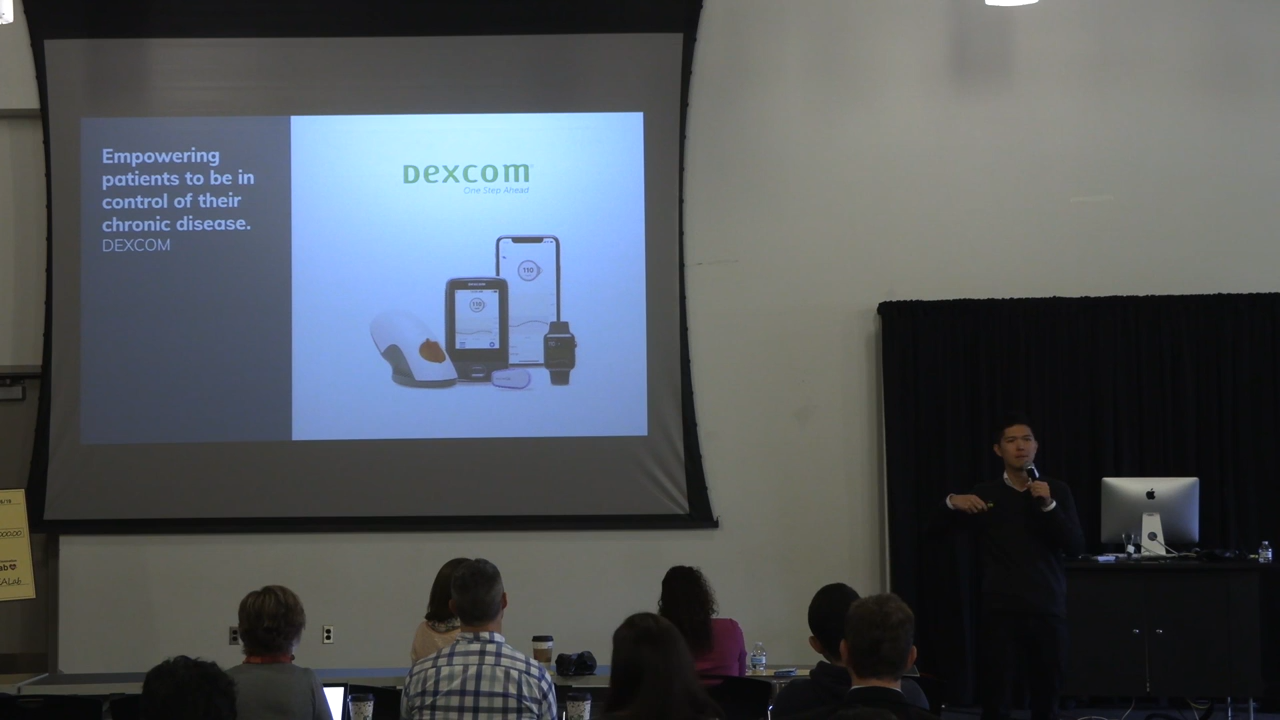 Empowering
patients to be in
control of their
chronic disease.
DEXCOM
Dexcom
One Step Ahead
110
110